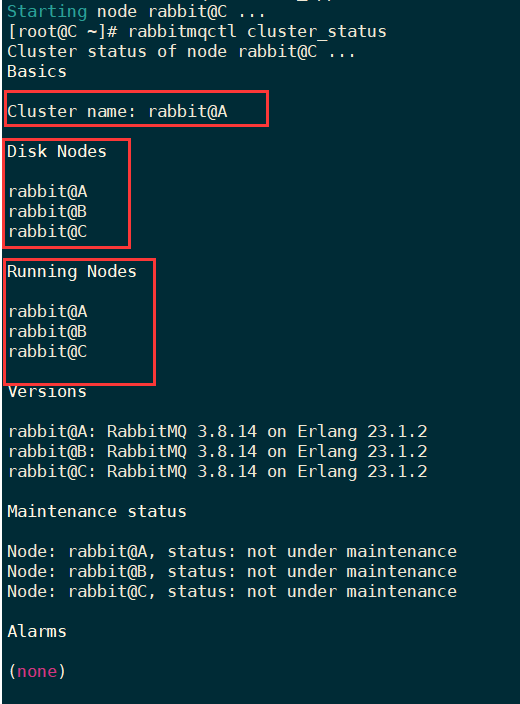 Starting node rabbit@C ...
[root@C ~]# rabbitmqctl cluster_status
Cluster status of node rabbit@C ...
Basics
Cluster name: rabbit@A
Disk Nodes
rabbit@A
rabbit@B
rabbit@C
Running Nodes
rabbit@A
rabbit@B
rabbit@C
Versions
rabbit@A: RabbitMQ 3.8.14 on Erlang 23.1.2
rabbit@B: RabbitMQ 3.8.14 on Erlang 23.1.2
rabbit@C: RabbitMQ 3.8.14 on Erlang 23.1.2
Maintenance status
Node: rabbit@A, status: not under maintenance
Node: rabbit@B, status: not under maintenance
Node: rabbit@C, status: not under maintenance
Alarms
(none)